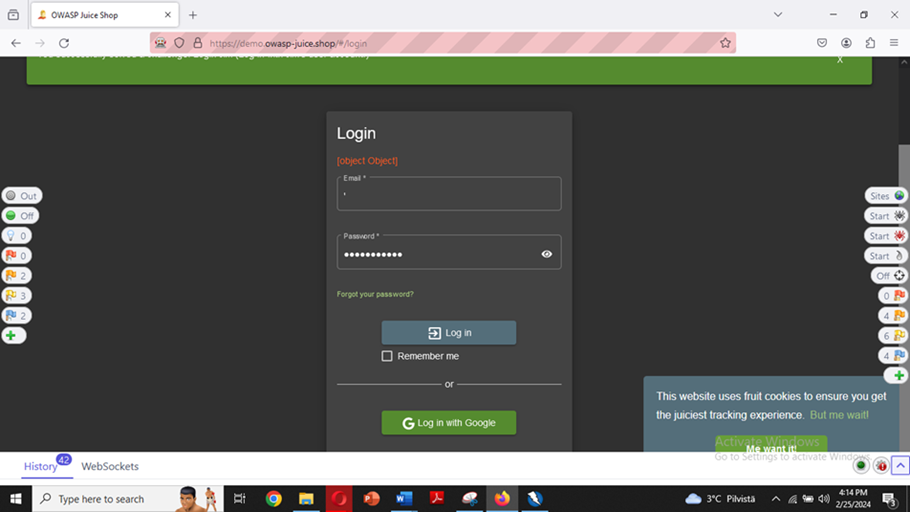 OWASP Juice Shop
https://demo.owasp-juice.shop/#/login
X
Login
[object Object]
Email *
'
Password *
Forgot your password?
Log in
Remember me
or
Log in with Google
Out
Off
0
0
2
3
2
Sites
Start
Start
Start
Off
0
4
6
4
This website uses fruit cookies to ensure you get
the juiciest tracking experience. But me wait!
Me want it!
Activate Windows
Go to Settings to activate Windows.
History 42
WebSockets
Type here to search
3°C Pilvistä
4:14 PM
2/25/2024
3